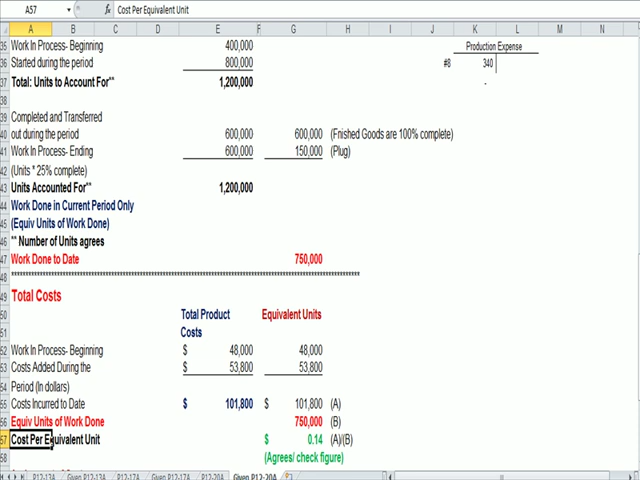 A57 fx Cost Per Equivalent Unit
A B C D E F G H I J K L M N
35 Work In Process- Beginning 400,000 Production Expense
36 Started during the period 800,000 #8 340
37 Total: Units to Account For** 1,200,000 -
38
39 Completed and Transferred
40 out during the period 600,000 600,000 (Fnished Goods are 100% complete)
41 Work In Process- Ending 600,000 150,000 (Plug)
42 (Units * 25% complete)
43 Units Accounted For** 1,200,000
44 Work Done in Current Period Only
45 (Equiv Units of Work Done)
46 ** Number of Units agrees
47 Work Done to Date 750,000
48
49 Total Costs
50 Total Product Equivalent Units
51 Costs
52 Work In Process- Beginning $ 48,000 48,000
53 Costs Added During the $ 53,800 53,800
54 Period (In dollars)
55 Costs Incurred to Date $ 101,800 $ 101,800 (A)
56 Equiv Units of Work Done 750,000 (B)
57 Cost Per Equivalent Unit $ 0.14 (A)/(B)
58 (Agrees/ check figure)
P12-13A Given P12-17A P12-17A Given P12-17A P12-20A Given P12-20A